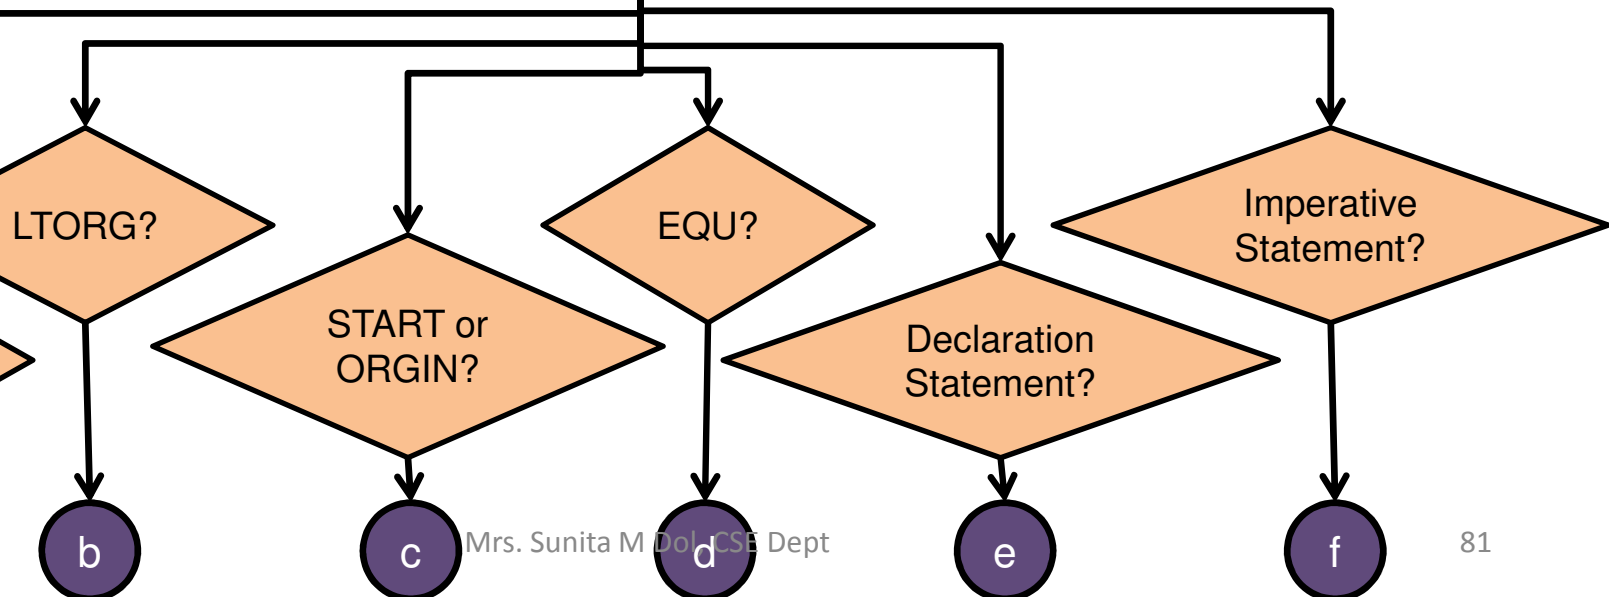 LTORG?
START or
ORGIN?
EQU?
Declaration
Statement?
Imperative
Statement?
b
c
d
e
f
Mrs. Sunita M Dol, CSE Dept
81